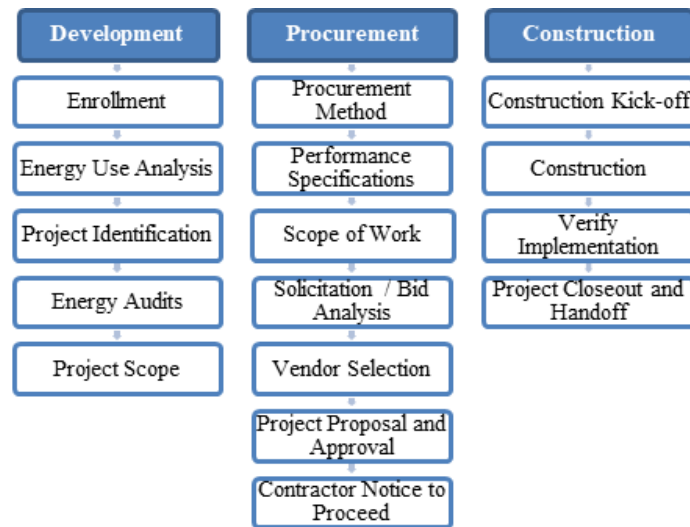 Development
Enrollment
Energy Use Analysis
Project Identification
Energy Audits
Project Scope
Procurement
Procurement
Method
Performance
Specifications
Scope of Work
Solicitation / Bid
Analysis
Vendor Selection
Project Proposal and
Approval
Contractor Notice to
Proceed
Construction
Construction Kick-off
Construction
Verify
Implementation
Project Closeout and
Handoff